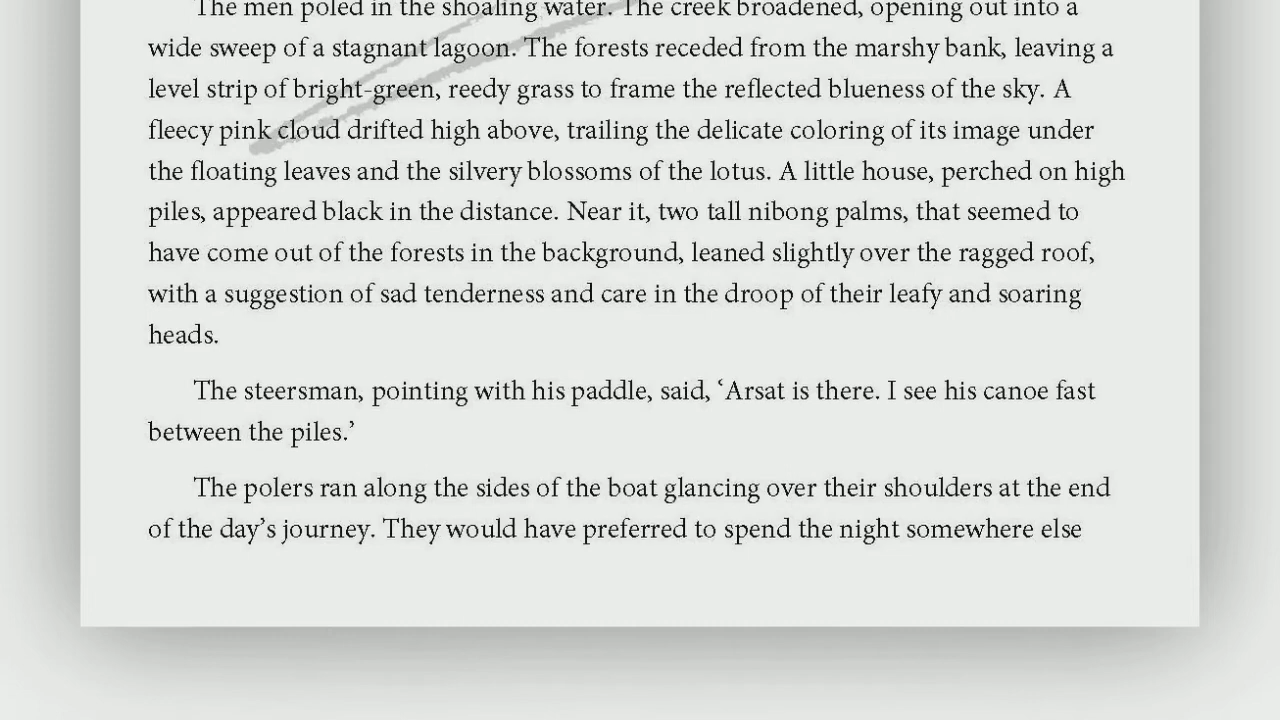 The men poled in the shoaling water. The creek broadened, opening out into a
wide sweep of a stagnant lagoon. The forests receded from the marshy bank, leaving a
level strip of bright-green, reedy grass to frame the reflected blueness of the sky. A
fleecy pink cloud drifted high above, trailing the delicate coloring of its image under
the floating leaves and the silvery blossoms of the lotus. A little house, perched on high
piles, appeared black in the distance. Near it, two tall nibong palms, that seemed to
have come out of the forests in the background, leaned slightly over the ragged roof,
with a suggestion of sad tenderness and care in the droop of their leafy and soaring
heads.
The steersman, pointing with his paddle, said, ‘Arsat is there. I see his canoe fast
between the piles.’
The polers ran along the sides of the boat glancing over their shoulders at the end
of the day’s journey. They would have preferred to spend the night somewhere else